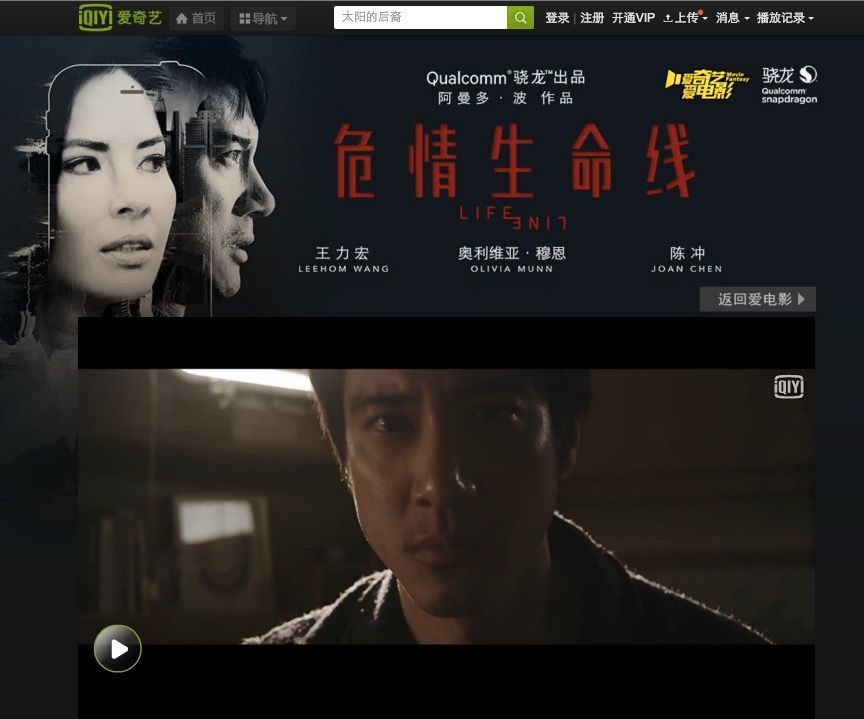 iQIYI 爱奇艺 首页 导航 太阳的后裔 登录 | 注册 开通VIP 上传 消息 播放记录
Qualcomm® 骁龙™出品
阿曼多 · 波 作品
爱奇艺 Movie Fantasy
爱电影
骁龙
Qualcomm
snapdragon
危情生命线
LIFE
LINE
王力宏 奥利维亚 · 穆恩 陈冲
LEEHOM WANG OLIVIA MUNN JOAN CHEN
返回爱电影
iQIYI